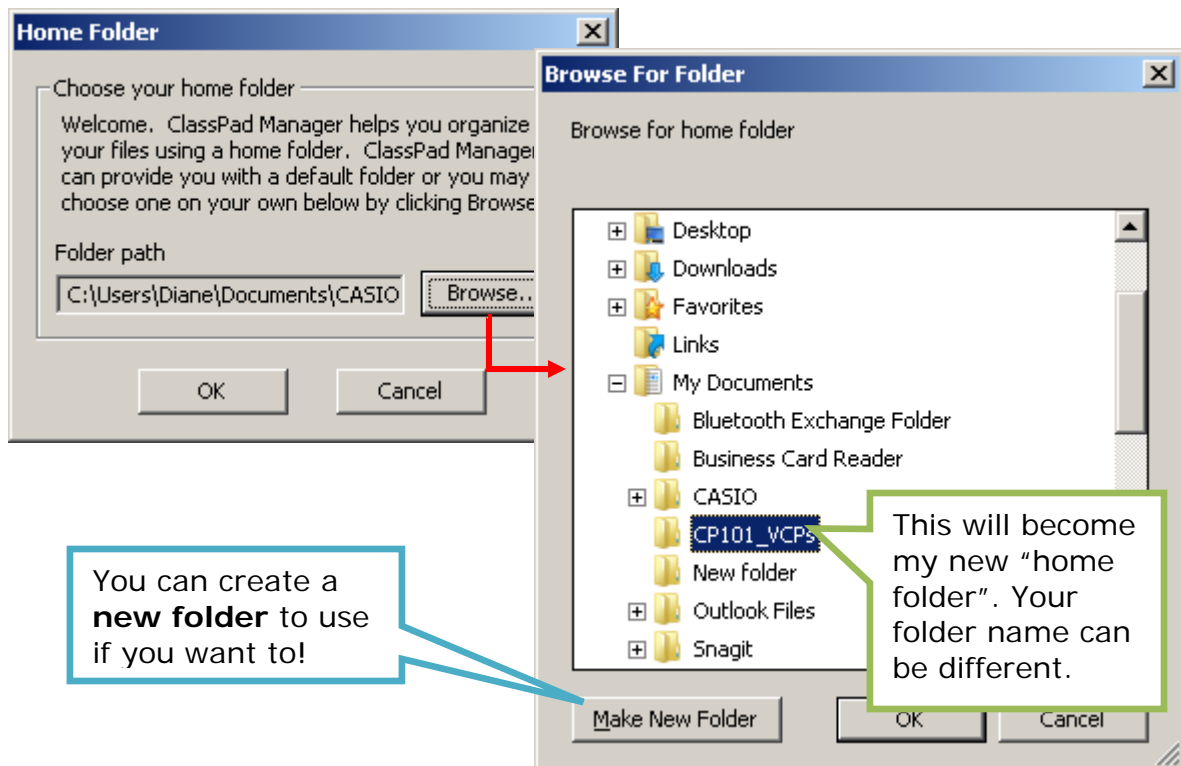 Home Folder
Choose your home folder
Welcome. ClassPad Manager helps you organize
your files using a home folder. ClassPad Manager
can provide you with a default folder or you may
choose one on your own below by clicking Browse
Folder path
C:\Users\Diane\Documents\CASIO
Browse..
OK
Cancel
Browse For Folder
Browse for home folder
Desktop
Downloads
Favorites
Links
My Documents
Bluetooth Exchange Folder
Business Card Reader
CASIO
CP101_VCPs
New folder
Outlook Files
Snagit
Make New Folder
OK
Cancel
This will become
my new “home
folder”. Your
folder name can
be different.
You can create a
new folder to use
if you want to!